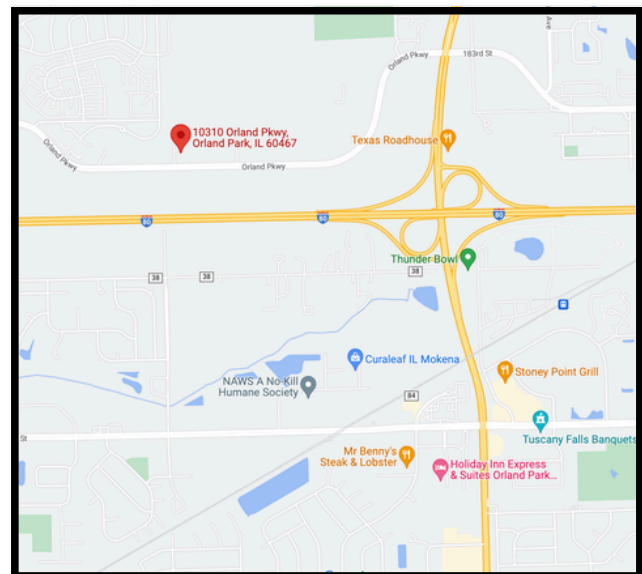 Ave
183rd St
Orland Pkwy
10310 Orland Pkwy,
Orland Park, IL 60467
Texas Roadhouse
Orland Pkwy
Orland Pkwy
80
80
80
Thunder Bowl
38
38
38
Curaleaf IL Mokena
Stoney Point Grill
NAWS A No-Kill
Humane Society
84
St
Tuscany Falls Banquets
Mr Benny's
Steak & Lobster
Holiday Inn Express
& Suites Orland Park...